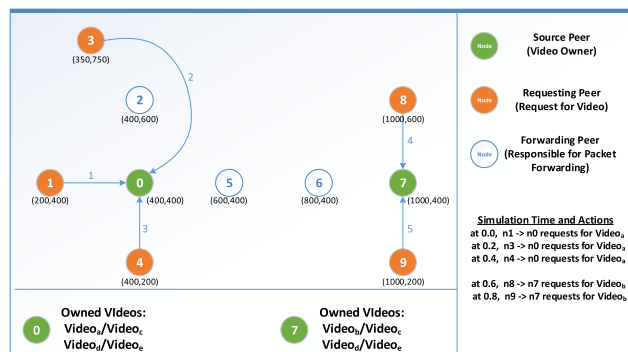 3
(350,750)
2
2
(400,600)
8
(1000,600)
4
1
(200,400)
1
0
(400,400)
5
(600,400)
6
(800,400)
7
(1000,400)
3
4
(400,200)
5
9
(1000,200)
0
Owned VIdeos:
Videoa/Videoc
Videod/Videoe
7
Owned Videos:
Videob/Videoc
Videod/Videoe
Node
Source Peer
(Video Owner)
Node
Requesting Peer
(Request for Video)
Node
Forwarding Peer
(Responsible for Packet
Forwarding)
Simulation Time and Actions
at 0.0, n1 -> n0 requests for Videoa
at 0.2, n3 -> n0 requests for Videoa
at 0.4, n4 -> n0 requests for Videoa
at 0.6, n8 -> n7 requests for Videob
at 0.8, n9 -> n7 requests for Videob